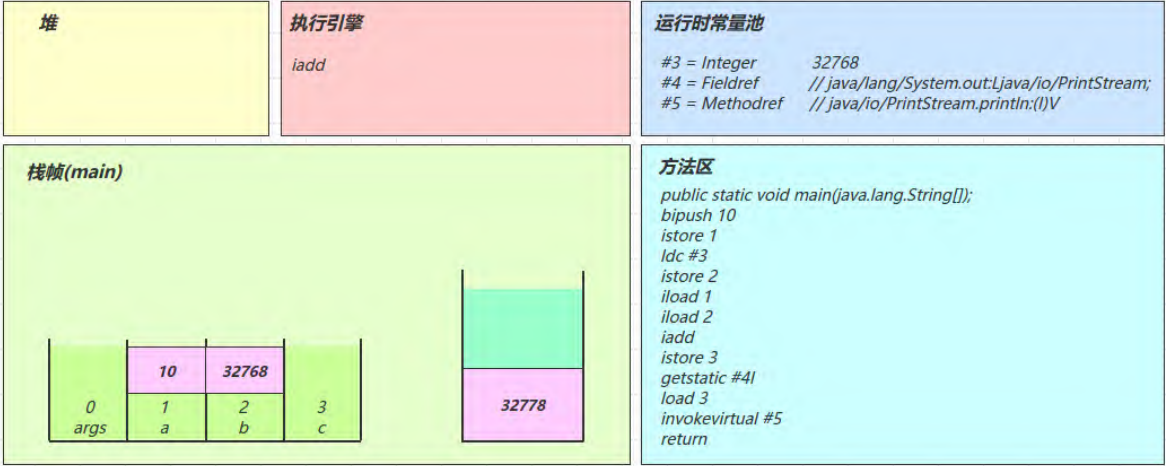 堆
执行引擎
iadd
运行时常量池
#3 = Integer 32768
#4 = Fieldref // java/lang/System.out:Ljava/io/PrintStream;
#5 = Methodref // java/io/PrintStream.println:(I)V
栈帧(main)
10 32768
0 1 2 3
args a b c
32778
方法区
public static void main(java.lang.String[]);
bipush 10
istore 1
ldc #3
istore 2
iload 1
iload 2
iadd
istore 3
getstatic #4I
load 3
invokevirtual #5
return